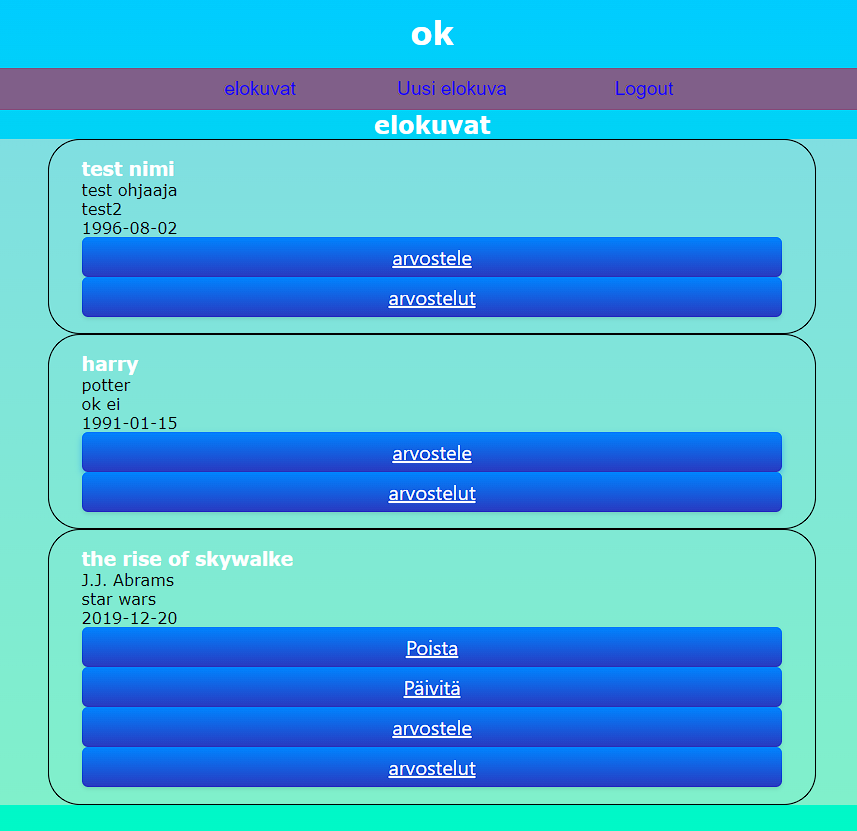 ok
elokuvat Uusi elokuva Logout
elokuvat
test nimi
test ohjaaja
test2
1996-08-02
arvostele
arvostelut
harry
potter
ok ei
1991-01-15
arvostele
arvostelut
the rise of skywalke
J.J. Abrams
star wars
2019-12-20
Poista
Päivitä
arvostele
arvostelut